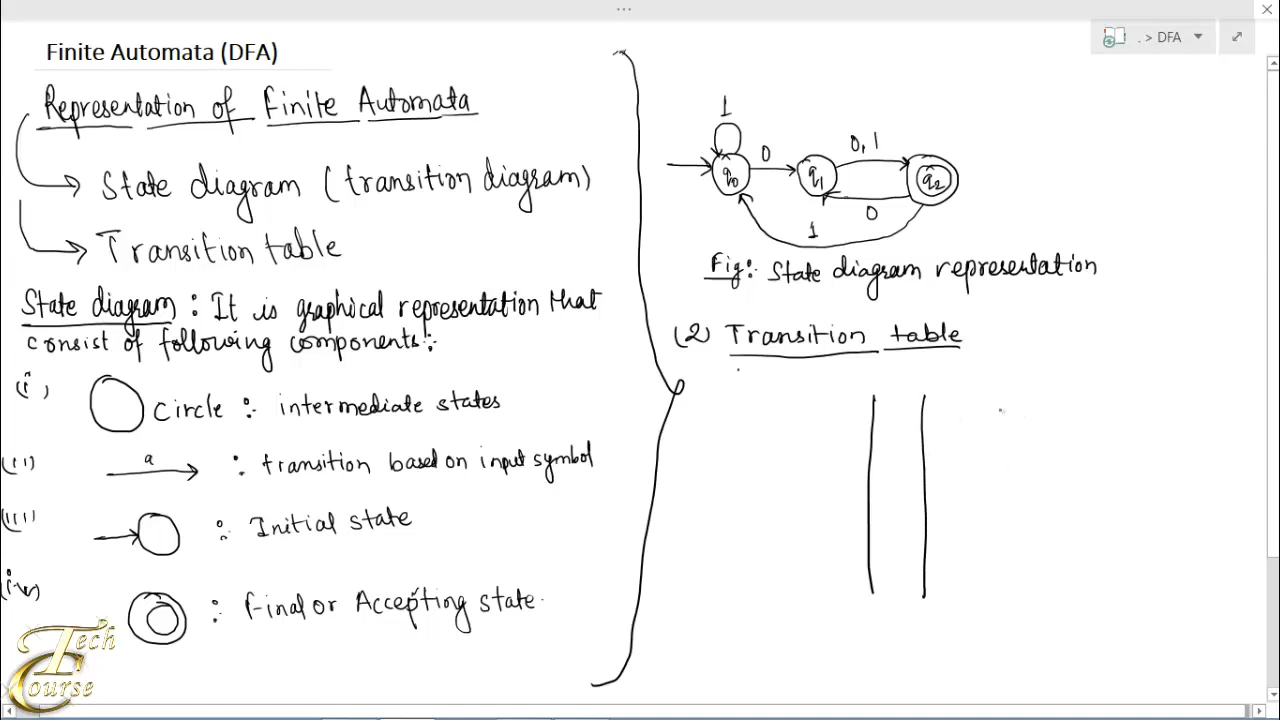 Finite Automata (DFA)
. > DFA
Representation of Finite Automata
State diagram (transition diagram)
Transition table
State diagram : It is graphical representation that
consist of following components :
(i) Circle : intermediate states
(ii) a : transition based on input symbol
(iii) : Initial state
(iv) : Final or Accepting state.
1
0 0, 1
q0 q1 q2
0
1
Fig: State diagram representation
(2) Transition table
Tech
Course